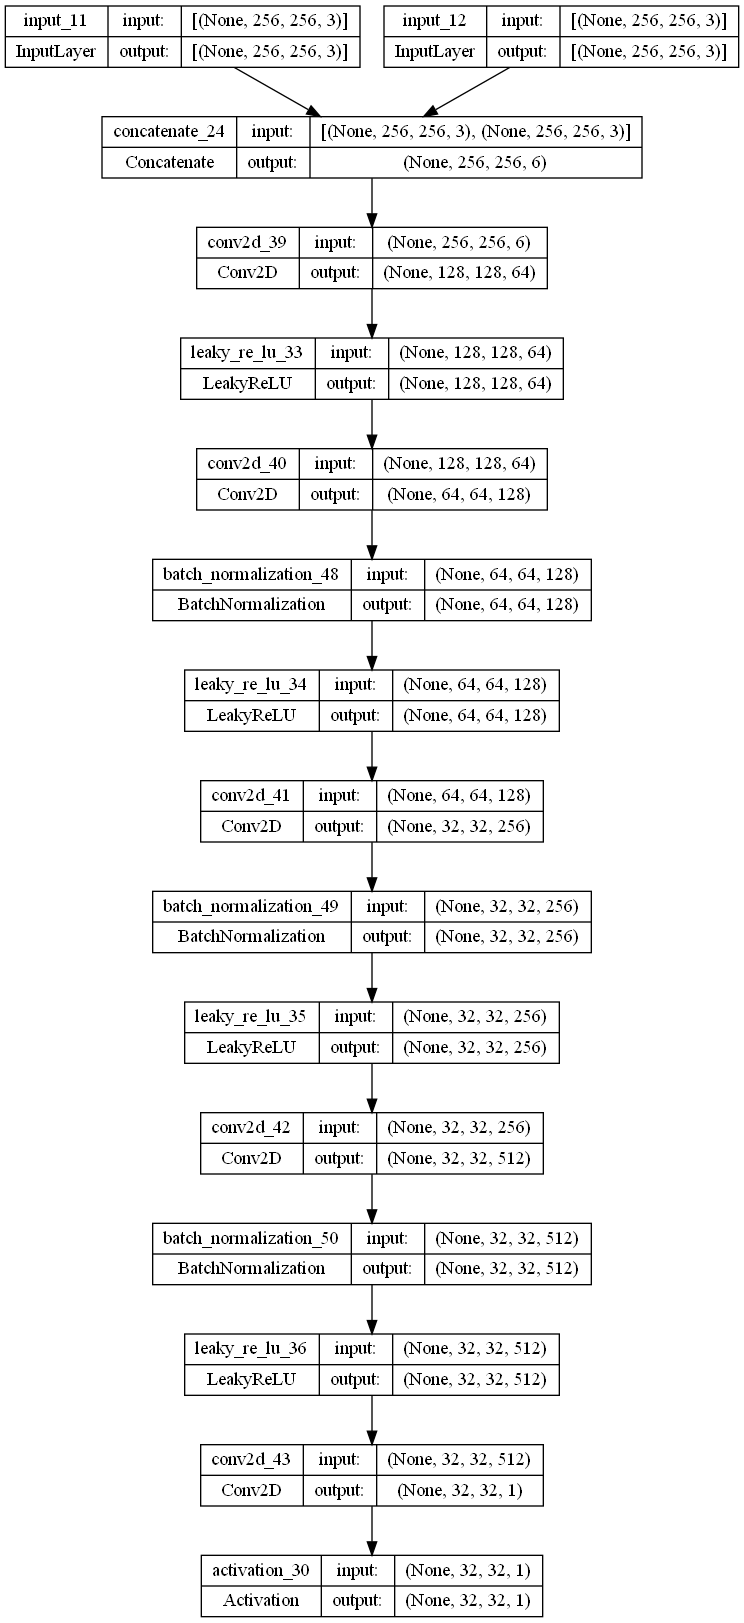 input_11 input: [(None, 256, 256, 3)]
InputLayer output: [(None, 256, 256, 3)]
input_12 input: [(None, 256, 256, 3)]
InputLayer output: [(None, 256, 256, 3)]
concatenate_24 input: [(None, 256, 256, 3), (None, 256, 256, 3)]
Concatenate output: (None, 256, 256, 6)
conv2d_39 input: (None, 256, 256, 6)
Conv2D output: (None, 128, 128, 64)
leaky_re_lu_33 input: (None, 128, 128, 64)
LeakyReLU output: (None, 128, 128, 64)
conv2d_40 input: (None, 128, 128, 64)
Conv2D output: (None, 64, 64, 128)
batch_normalization_48 input: (None, 64, 64, 128)
BatchNormalization output: (None, 64, 64, 128)
leaky_re_lu_34 input: (None, 64, 64, 128)
LeakyReLU output: (None, 64, 64, 128)
conv2d_41 input: (None, 64, 64, 128)
Conv2D output: (None, 32, 32, 256)
batch_normalization_49 input: (None, 32, 32, 256)
BatchNormalization output: (None, 32, 32, 256)
leaky_re_lu_35 input: (None, 32, 32, 256)
LeakyReLU output: (None, 32, 32, 256)
conv2d_42 input: (None, 32, 32, 256)
Conv2D output: (None, 32, 32, 512)
batch_normalization_50 input: (None, 32, 32, 512)
BatchNormalization output: (None, 32, 32, 512)
leaky_re_lu_36 input: (None, 32, 32, 512)
LeakyReLU output: (None, 32, 32, 512)
conv2d_43 input: (None, 32, 32, 512)
Conv2D output: (None, 32, 32, 1)
activation_30 input: (None, 32, 32, 1)
Activation output: (None, 32, 32, 1)